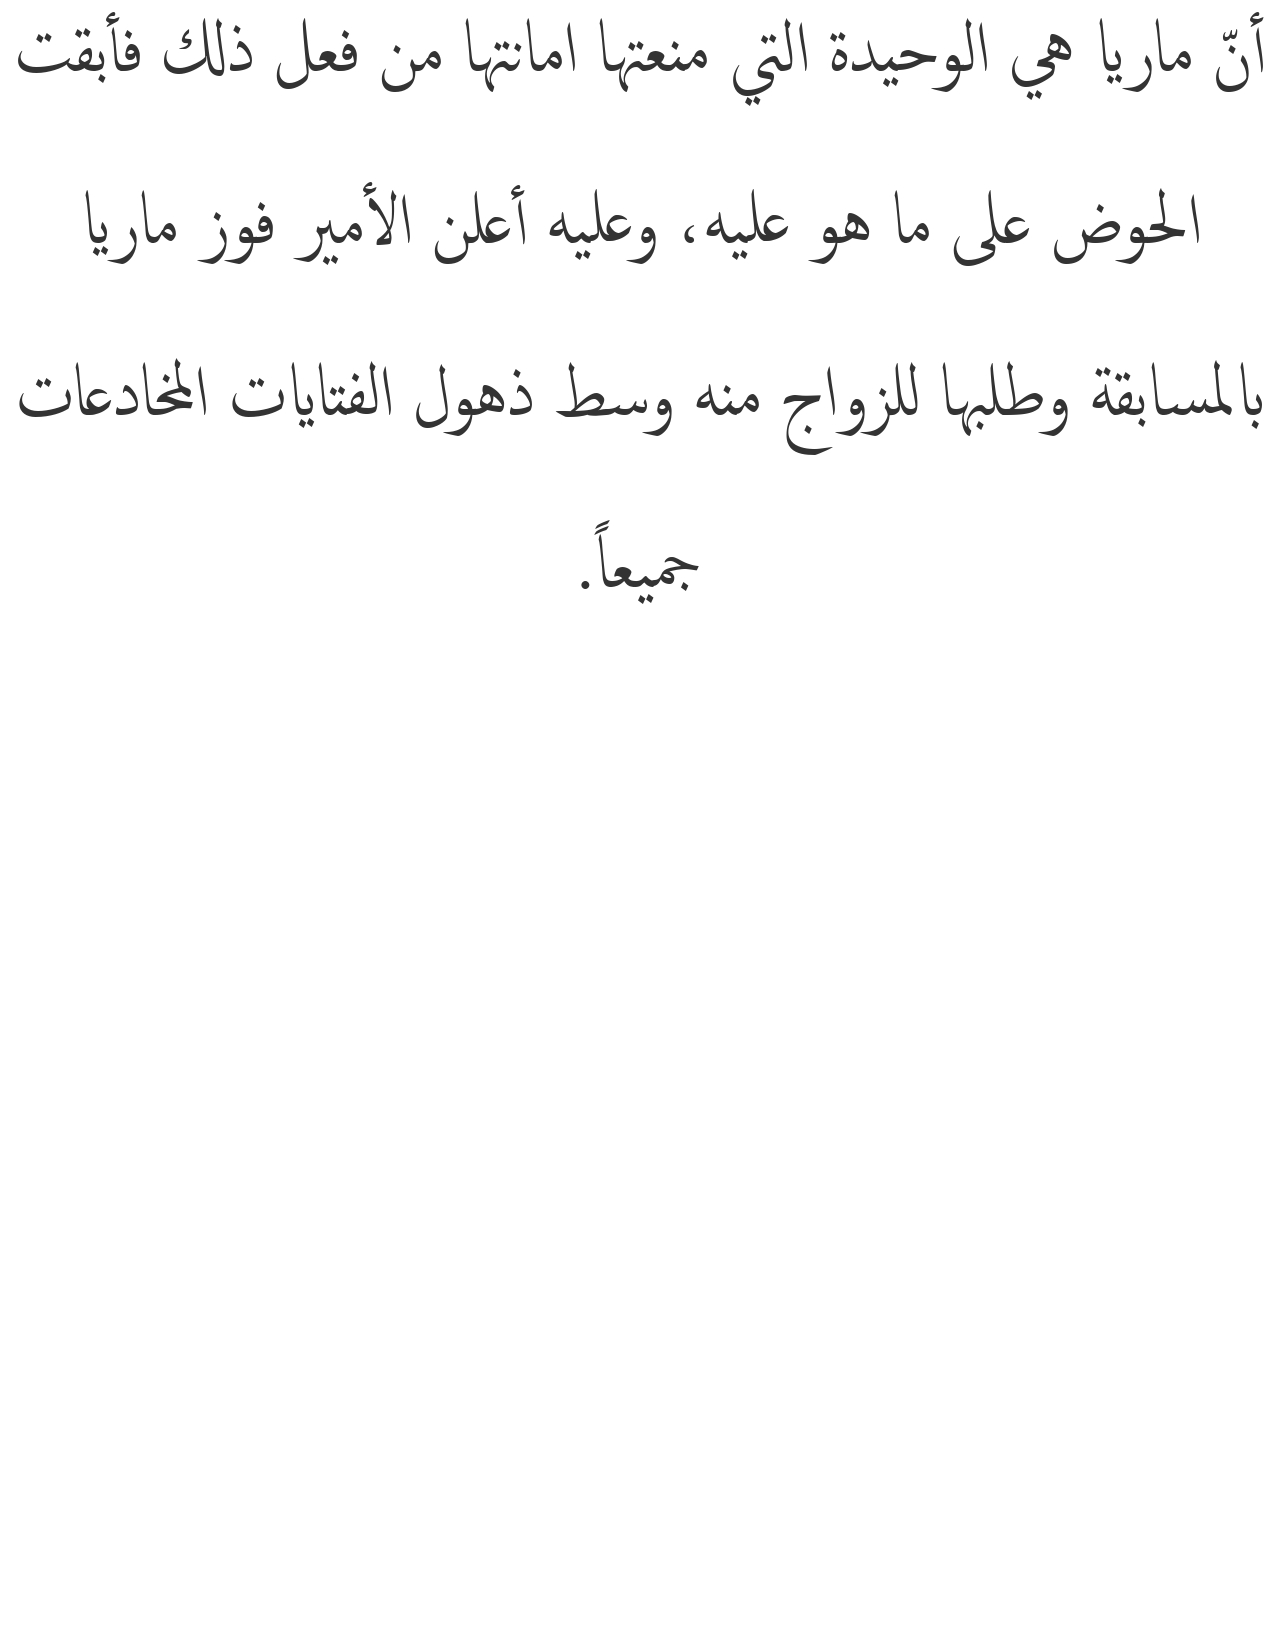 أنّ ماريا هي الوحيدة التي منعتها امانتها من فعل ذلك فأبقت
الحوض على ما هو عليه، وعليه أعلن الأمير فوز ماريا
بالمسابقة وطلبها للزواج منه وسط ذهول الفتايات المخادعات
جميعاً.